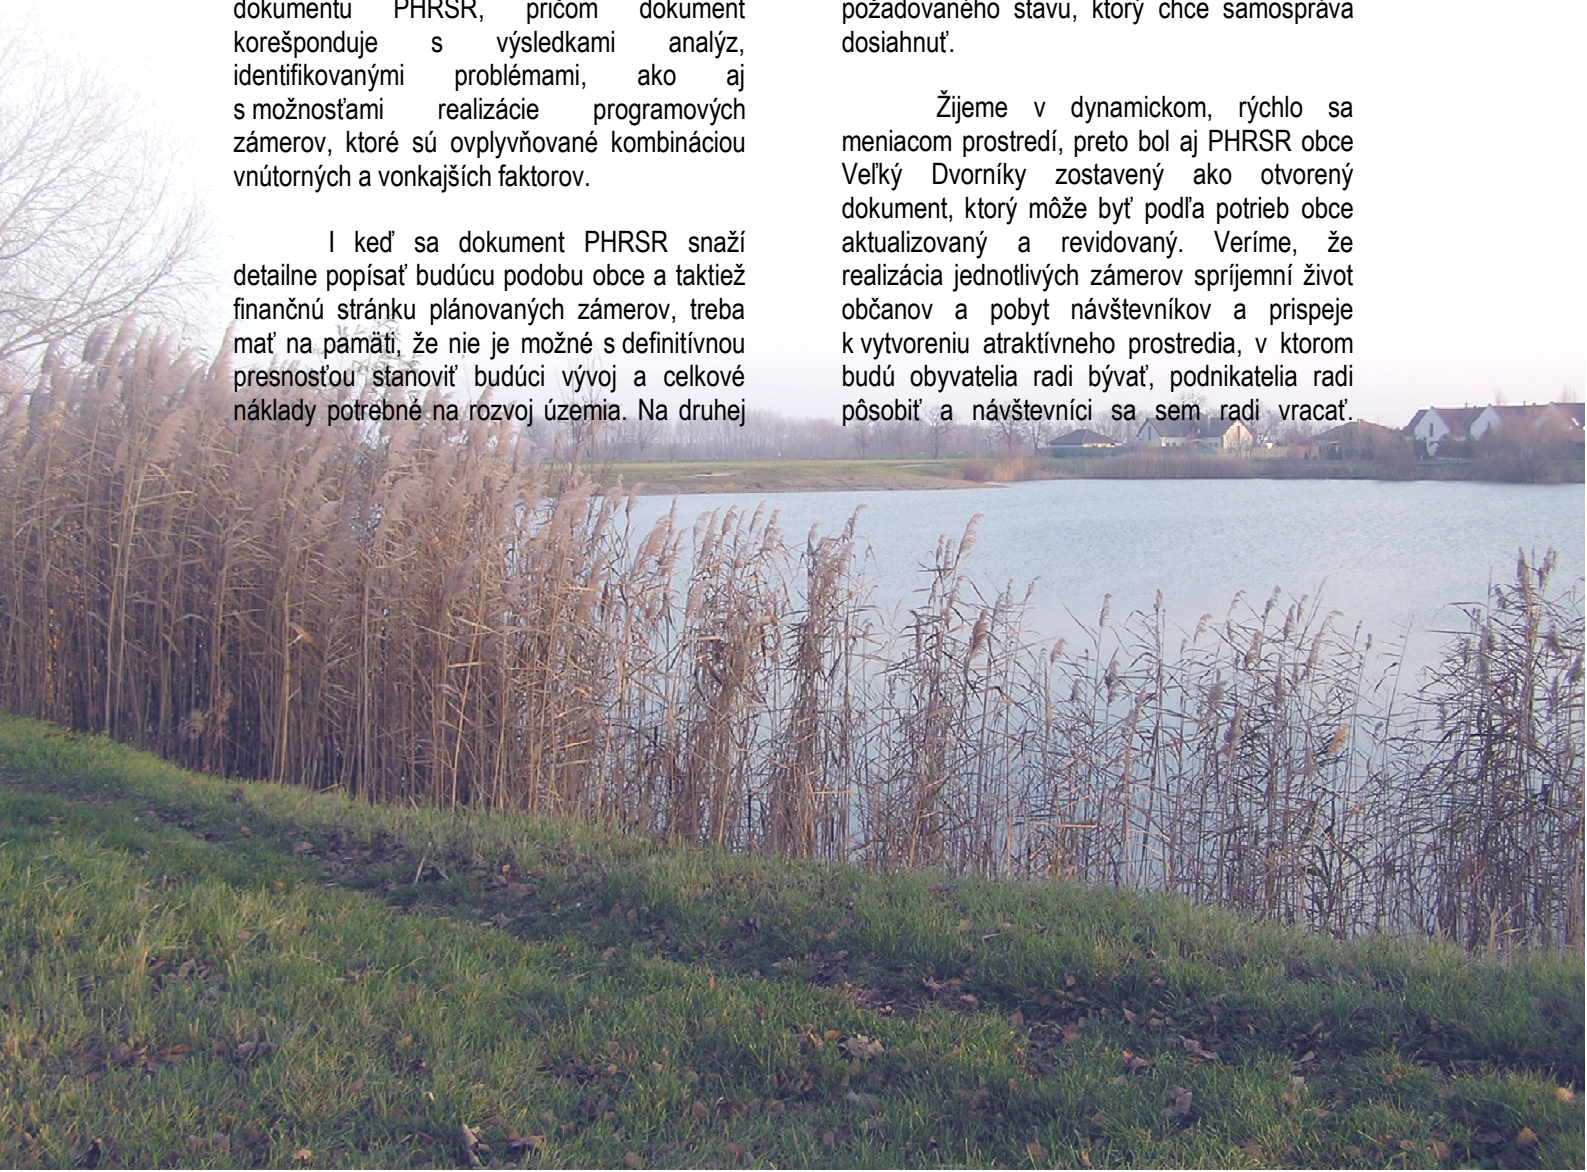 dokumentu PHRSR, pričom dokument
korešponduje s výsledkami analýz,
identifikovanými problémami, ako aj
s možnosťami realizácie programových
zámerov, ktoré sú ovplyvňované kombináciou
vnútorných a vonkajších faktorov.
I keď sa dokument PHRSR snaží
detailne popísať budúcu podobu obce a taktiež
finančnú stránku plánovaných zámerov, treba
mať na pamäti, že nie je možné s definitívnou
presnosťou stanoviť budúci vývoj a celkové
náklady potrebné na rozvoj územia. Na druhej
požadovaného stavu, ktorý chce samospráva
dosiahnuť.
Žijeme v dynamickom, rýchlo sa
meniacom prostredí, preto bol aj PHRSR obce
Veľký Dvorníky zostavený ako otvorený
dokument, ktorý môže byť podľa potrieb obce
aktualizovaný a revidovaný. Veríme, že
realizácia jednotlivých zámerov spríjemní život
občanov a pobyt návštevníkov a prispeje
k vytvoreniu atraktívneho prostredia, v ktorom
budú obyvatelia radi bývať, podnikatelia radi
pôsobiť a návštevníci sa sem radi vracať.